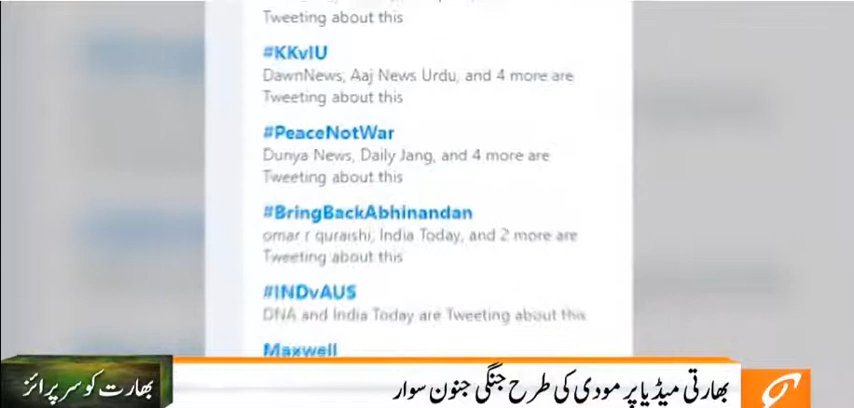 Tweeting about this
#KKvIU
DawnNews, Aaj News Urdu, and 4 more are
Tweeting about this
#PeaceNotWar
Dunya News, Daily Jang, and 4 more are
Tweeting about this
#BringBackAbhinandan
omar r quraishi, India Today, and 2 more are
Tweeting about this
#INDvAUS
DNA and India Today are Tweeting about this
Maxwell
بھارتی میڈیا پر مودی کی طرح جنگی جنون سوار
بھارت کو سرپرائز